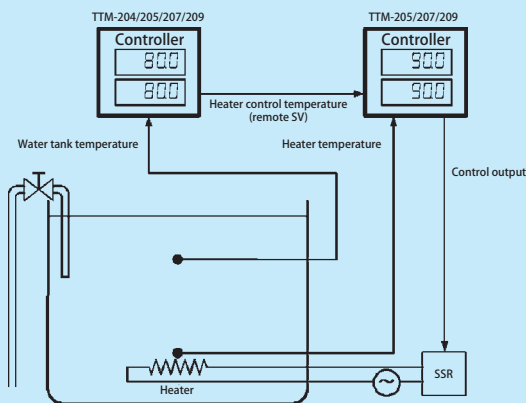 TTM-204/205/207/209
Controller
80.0
80.0
TTM-205/207/209
Controller
90.0
90.0
Heater control temperature
(remote SV)
Water tank temperature
Heater temperature
Control output
SSR
Heater